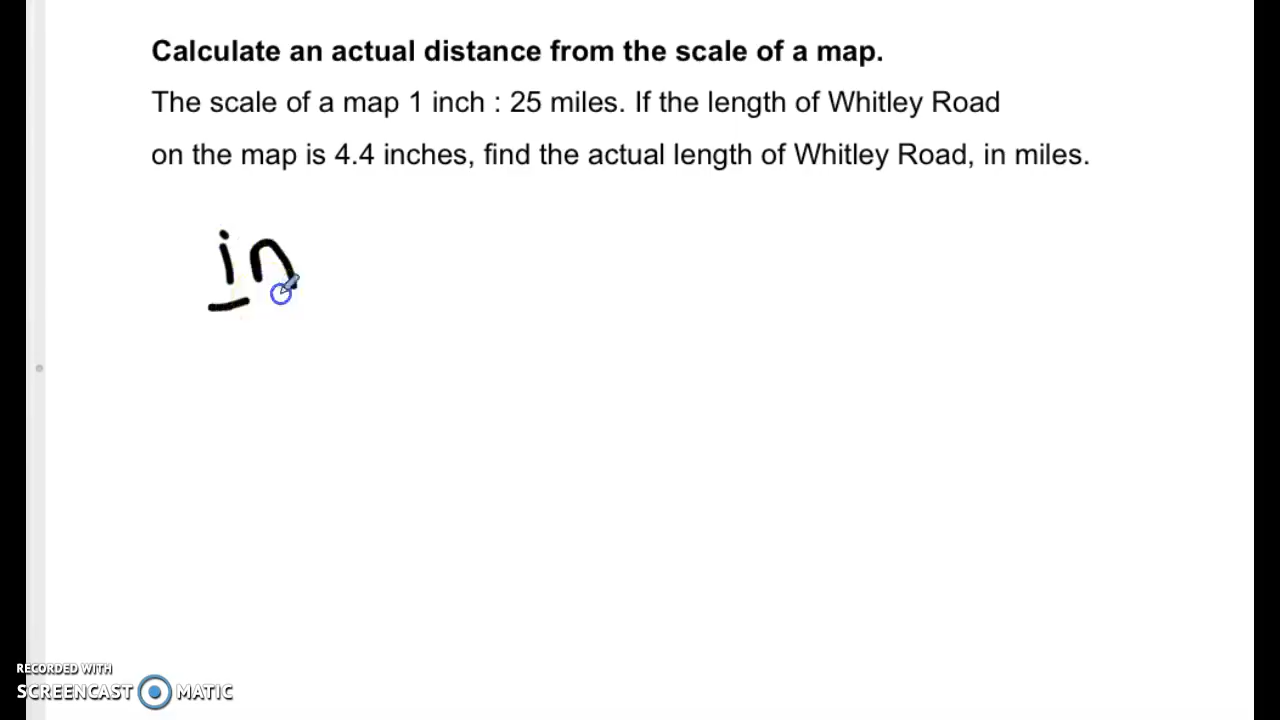 Calculate an actual distance from the scale of a map.
The scale of a map 1 inch : 25 miles. If the length of Whitley Road
on the map is 4.4 inches, find the actual length of Whitley Road, in miles.
in
RECORDED WITH
SCREENCAST MATIC